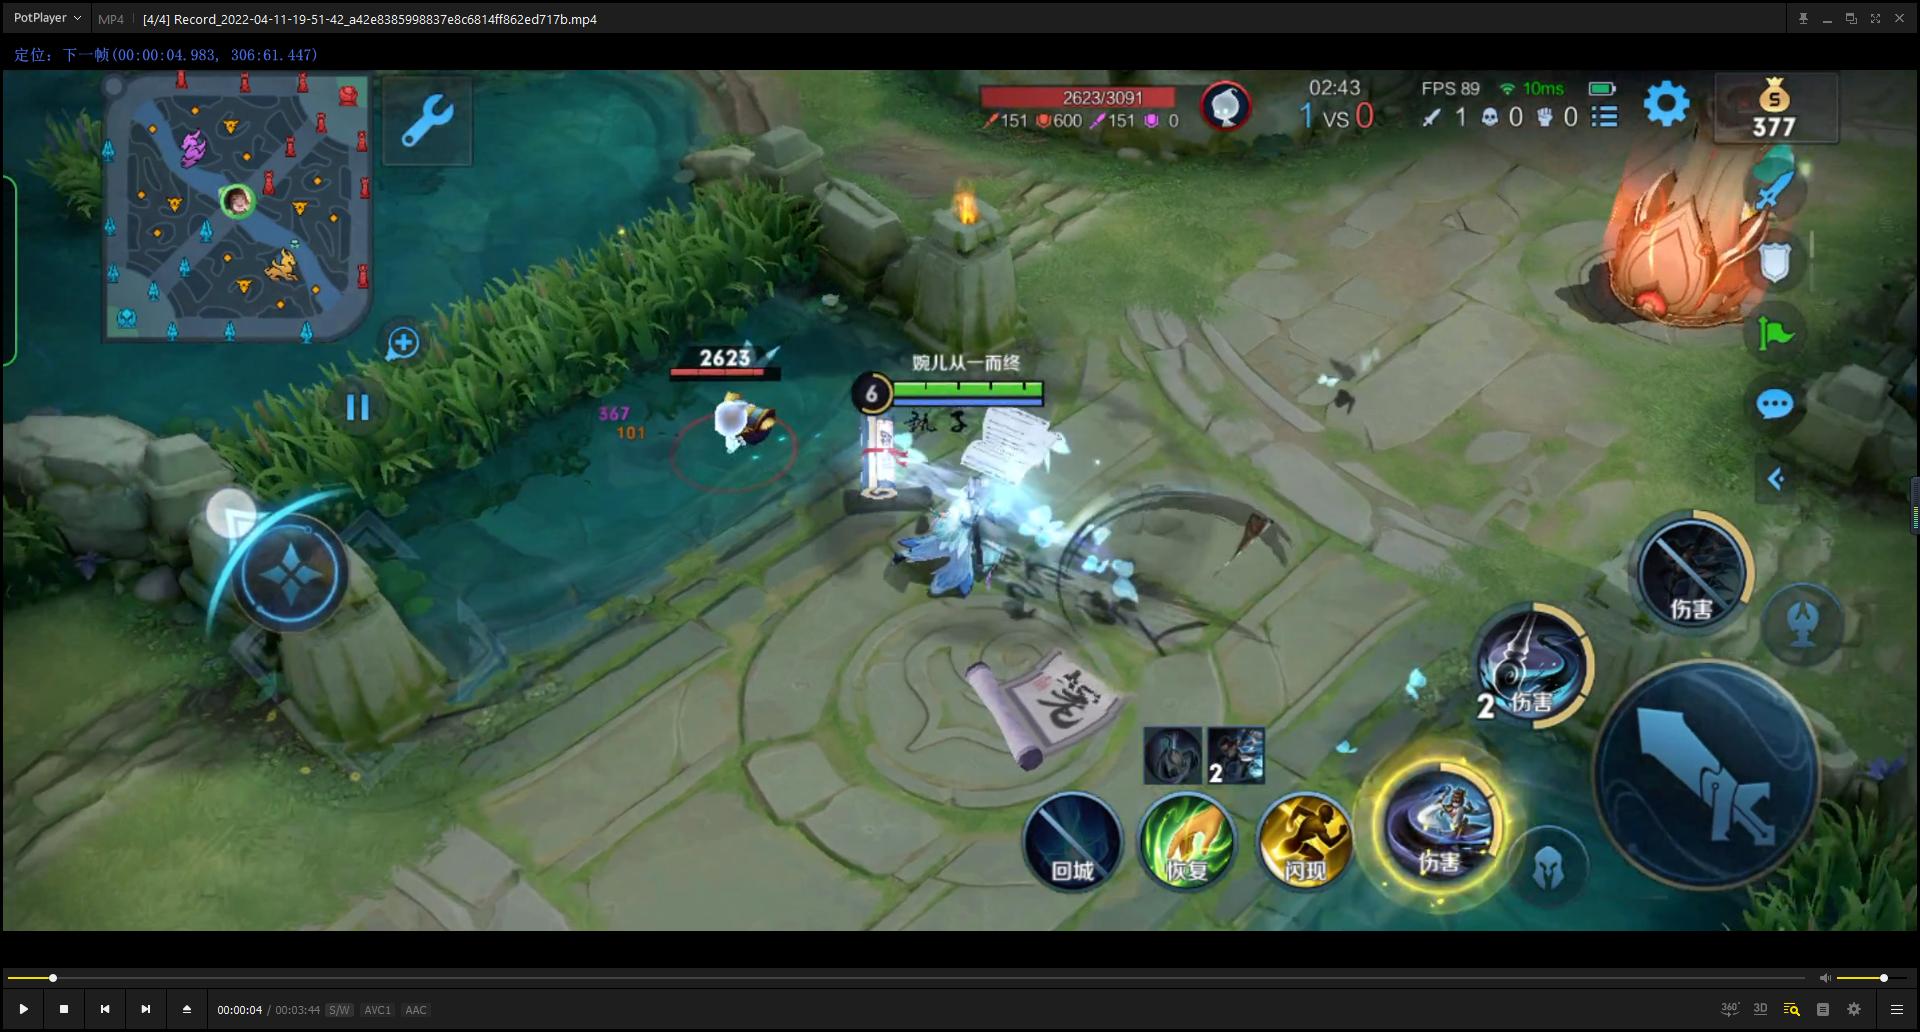 PotPlayer MP4 [4/4] Record_2022-04-11-19-51-42_a42e8385998837e8c6814ff862ed717b.mp4
定位: 下一帧(00:00:04.983, 306:61.447)
2623/3091
151 600 151 0
02:43
1 VS 0
FPS 89 10ms
1 0 0
S
377
2623
婉儿从一而终
6
367
101
伤害
2 伤害
2
回城
恢复
闪现
伤害
00:00:04 / 00:03:44 S/W AVC1 AAC
360° 3D